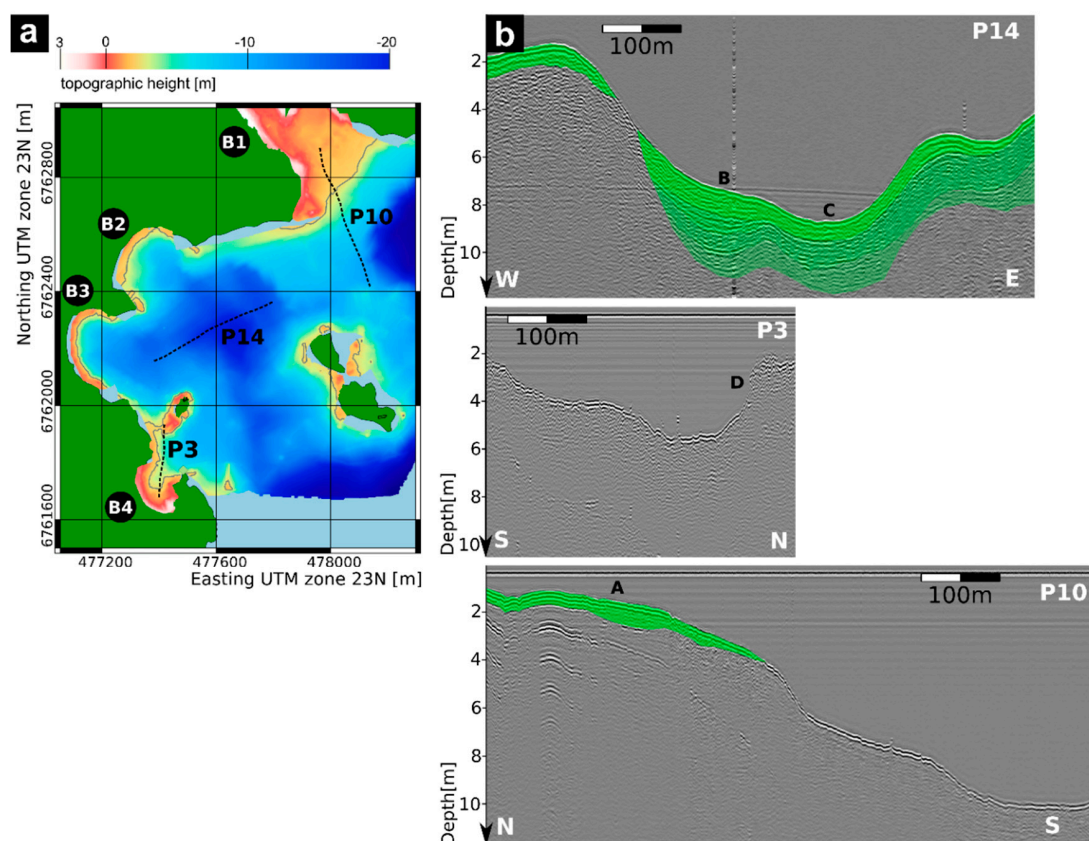 a
3 0 -10 -20
topographic height [m]
B1
B2
B3
B4
P10
P14
P3
6762800
6762400
6762000
6761600
Northing UTM zone 23N [m]
477200 477600 478000
Easting UTM zone 23N [m]
b
100m
P14
2
4
6
8
10
Depth[m]
B
C
W E
100m
P3
2
4
6
8
10
Depth[m]
D
S N
100m
P10
2
4
6
8
10
Depth[m]
A
N S